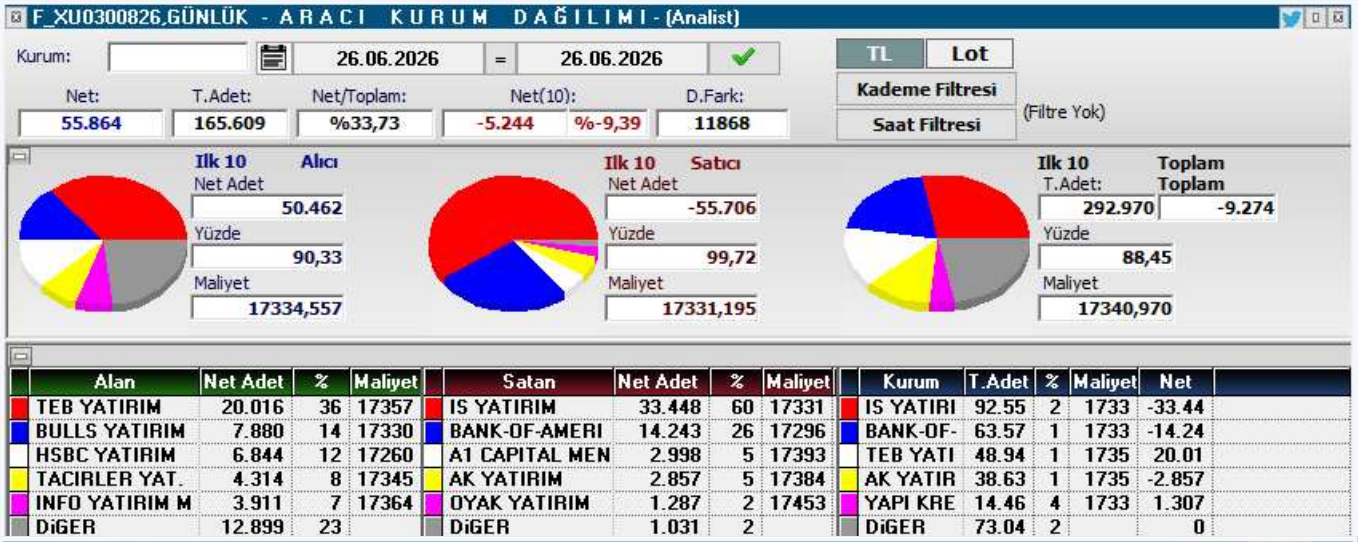 F_XU0300826,GÜNLÜK - ARACI KURUM DAĞILIMI - (Analist)
Kurum: 26.06.2026 = 26.06.2026 TL Lot
Kademe Filtresi
Net: T.Adet: Net/Toplam: Net(10): D.Fark:
55.864 165.609 %33,73 -5.244 %-9,39 11868 Saat Filtresi (Filtre Yok)
Ilk 10 Alıcı Ilk 10 Satıcı Ilk 10 Toplam
Net Adet Net Adet T.Adet: Toplam
50.462 -55.706 292.970 -9.274
Yüzde Yüzde Yüzde
90,33 99,72 88,45
Maliyet Maliyet Maliyet
17334,557 17331,195 17340,970
Alan Net Adet % Maliyet Satan Net Adet % Maliyet Kurum T.Adet % Maliyet Net
TEB YATIRIM 20.016 36 17357 IS YATIRIM 33.448 60 17331 IS YATIRI 92.55 2 1733 -33.44
BULLS YATIRIM 7.880 14 17330 BANK-OF-AMERI 14.243 26 17296 BANK-OF- 63.57 1 1733 -14.24
HSBC YATIRIM 6.844 12 17260 A1 CAPITAL MEN 2.998 5 17393 TEB YATI 48.94 1 1735 20.01
TACIRLER YAT. 4.314 8 17345 AK YATIRIM 2.857 5 17384 AK YATIR 38.63 1 1735 -2.857
INFO YATIRIM M 3.911 7 17364 OYAK YATIRIM 1.287 2 17453 YAPI KRE 14.46 4 1733 1.307
DiGER 12.899 23 DiGER 1.031 2 DiGER 73.04 2 0